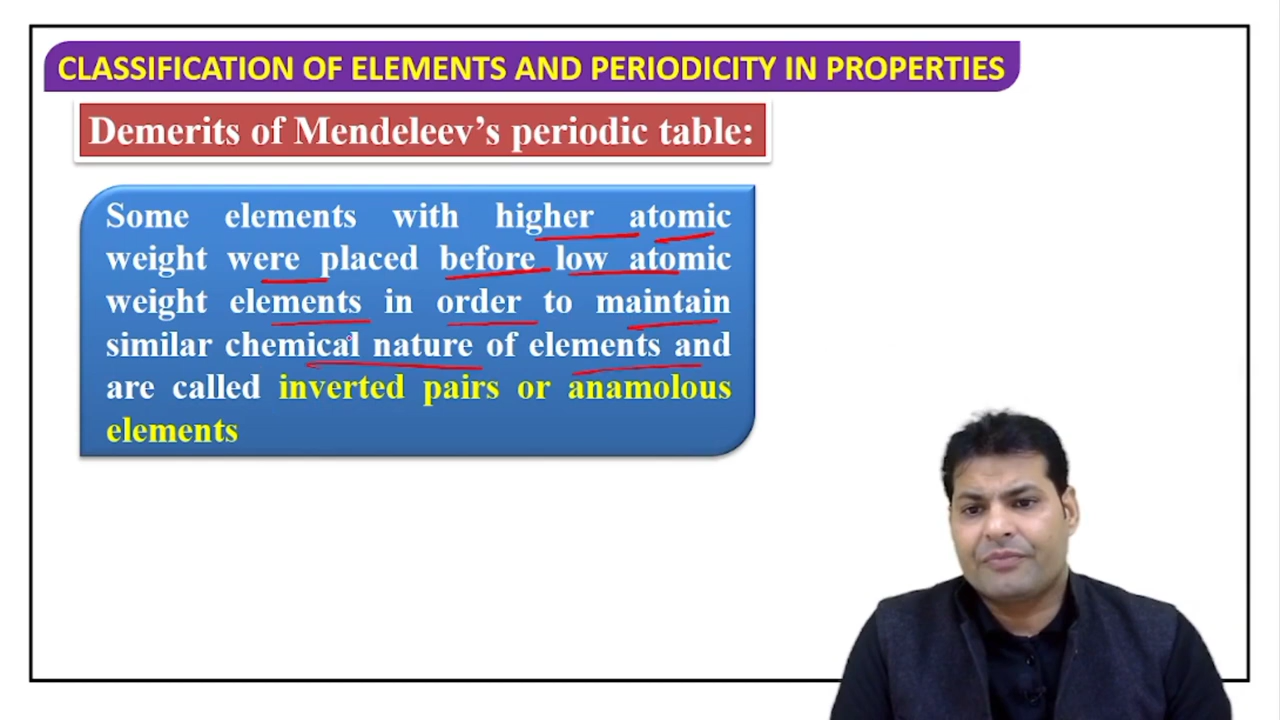 CLASSIFICATION OF ELEMENTS AND PERIODICITY IN PROPERTIES
Demerits of Mendeleev’s periodic table:
Some elements with higher atomic
weight were placed before low atomic
weight elements in order to maintain
similar chemical nature of elements and
are called inverted pairs or anamolous
elements